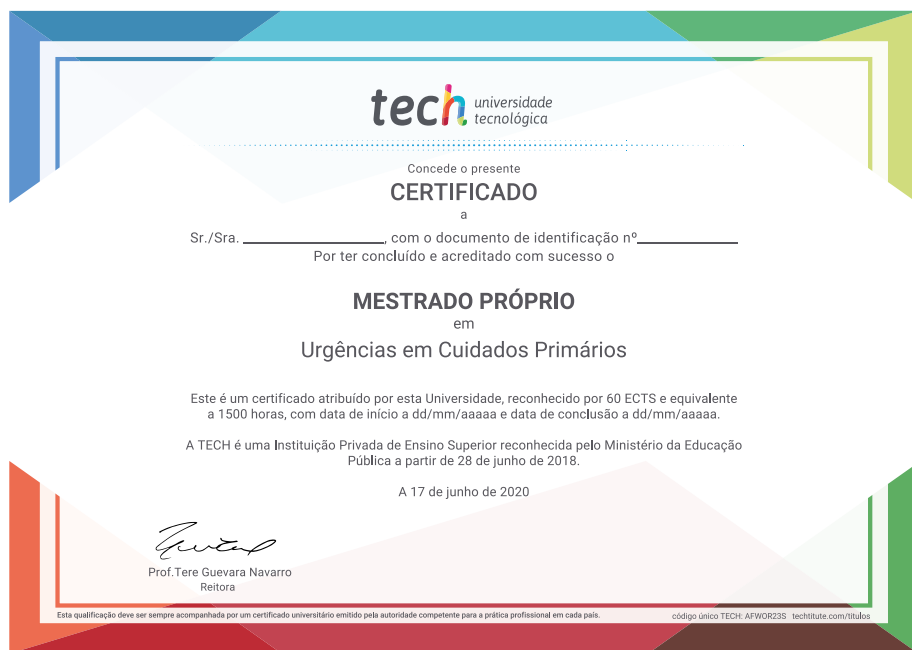 tech universidade
tecnológica
Concede o presente
CERTIFICADO
a
Sr./Sra. ________________, com o documento de identificação nº____________
Por ter concluído e acreditado com sucesso o
MESTRADO PRÓPRIO
em
Urgências em Cuidados Primários
Este é um certificado atribuído por esta Universidade, reconhecido por 60 ECTS e equivalente
a 1500 horas, com data de início a dd/mm/aaaaa e data de conclusão a dd/mm/aaaaa.
A TECH é uma Instituição Privada de Ensino Superior reconhecida pelo Ministério da Educação
Pública a partir de 28 de junho de 2018.
A 17 de junho de 2020
Prof.Tere Guevara Navarro
Reitora
Esta qualificação deve ser sempre acompanhada por um certificado universitário emitido pela autoridade competente para a prática profissional em cada país.
código único TECH: AFWOR23S techtitute.com/titulos